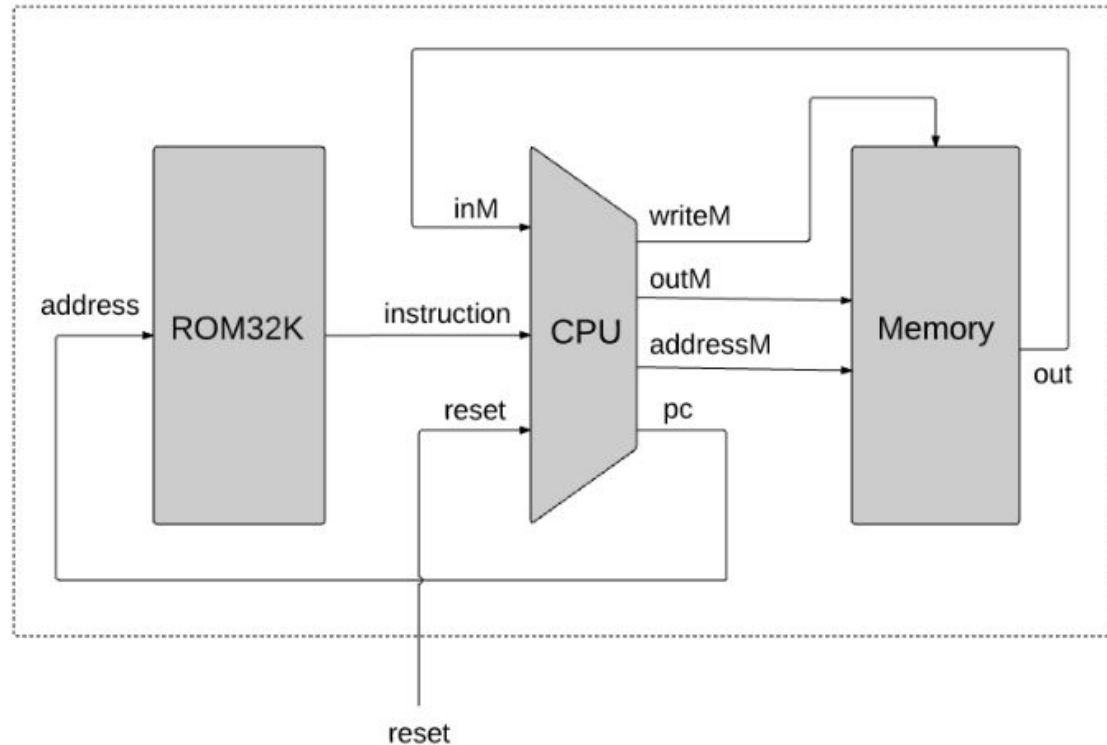 inM
writeM
outM
address
ROM32K
instruction
CPU
addressM
Memory
reset
pc
out
reset